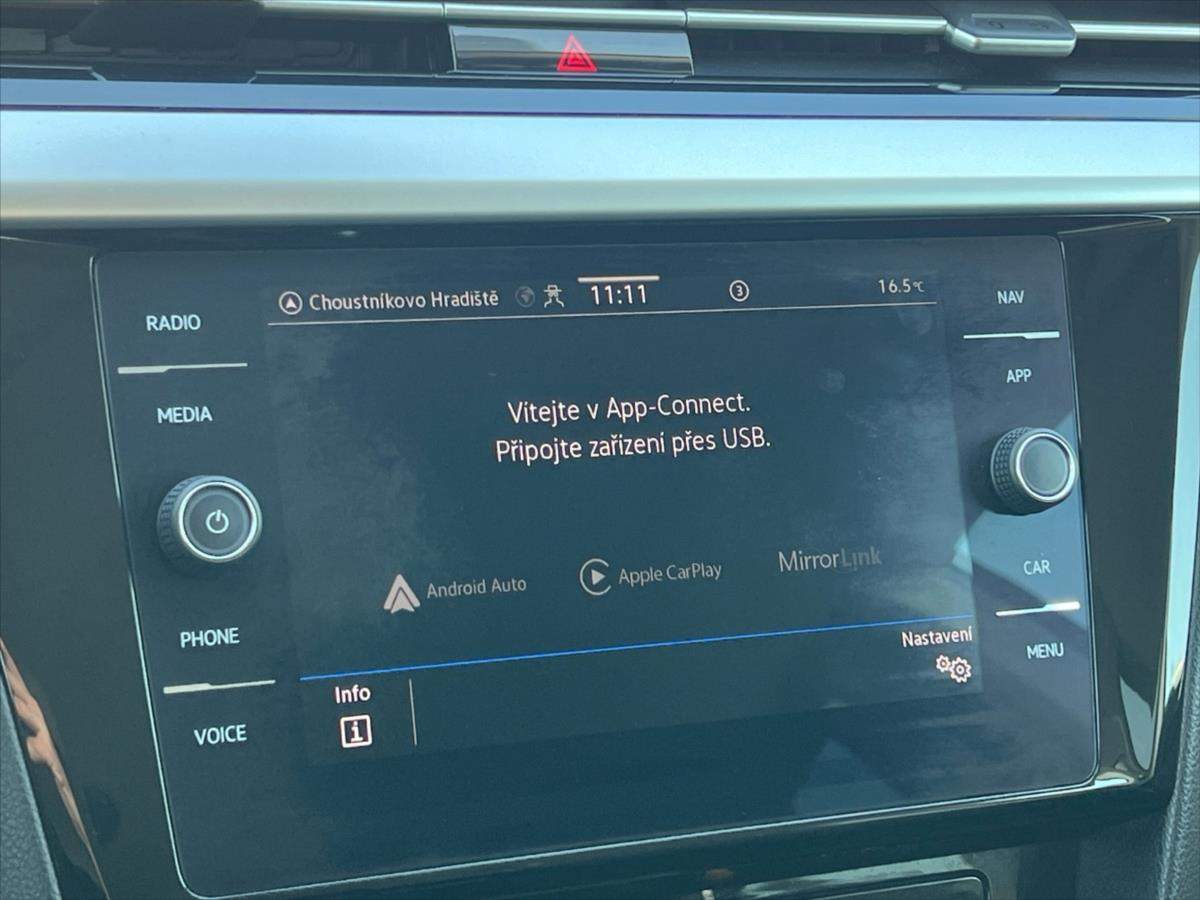 Choustníkovo Hradiště 11:11 3 16.5°C
RADIO
MEDIA
PHONE
VOICE
Vítejte v App-Connect.
Připojte zařízení přes USB.
Android Auto
Apple CarPlay
MirrorLink
Info
i
Nastavení
NAV
APP
CAR
MENU